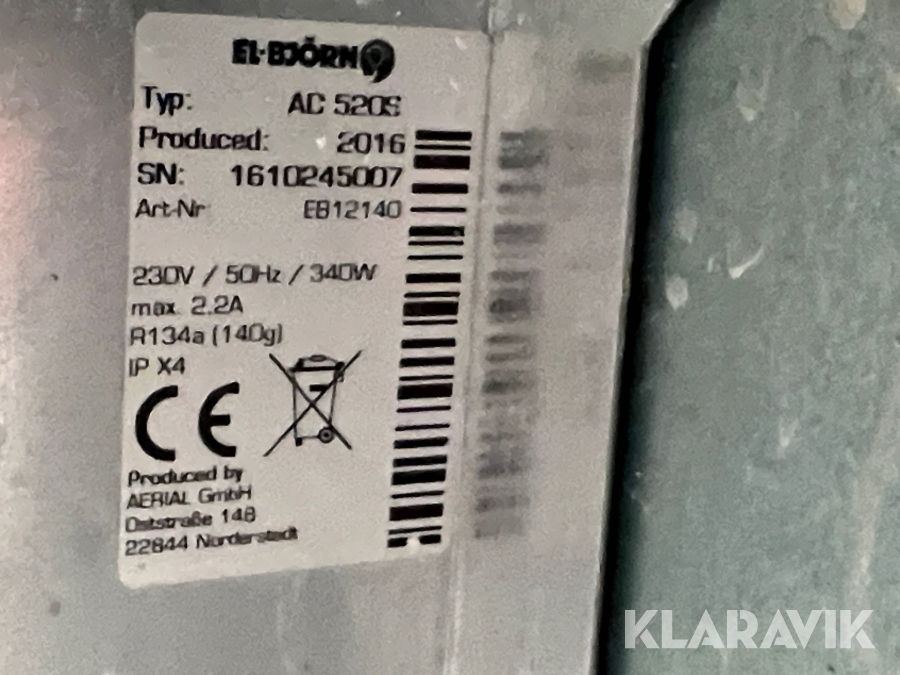 EL·BJÖRN
Typ: AC 520S
Produced: 2016
SN: 1610245007
Art-Nr EB12140
230V / 50Hz / 340W
max. 2.2A
R134a (140g)
IP X4
CE
Produced by
AERIAL GmbH
Oststraße 148
22844 Norderstedt
KLARAVIK